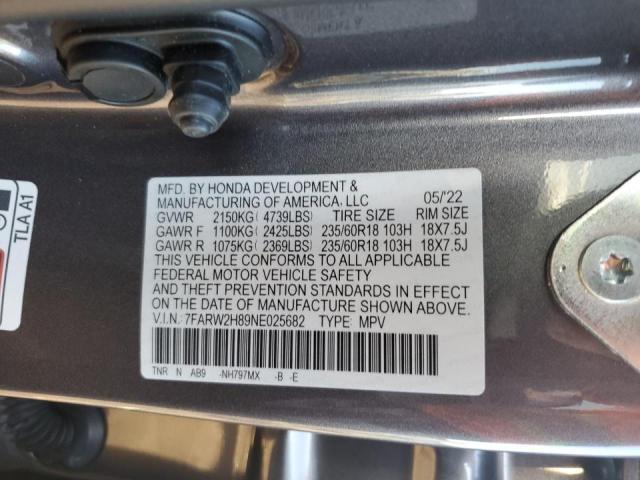 MFD. BY HONDA DEVELOPMENT &
MANUFACTURING OF AMERICA, LLC 05/'22
GVWR 2150KG( 4739LBS) TIRE SIZE RIM SIZE
GAWR F 1100KG( 2425LBS) 235/60R18 103H 18X7.5J
GAWR R 1075KG( 2369LBS) 235/60R18 103H 18X7.5J
THIS VEHICLE CONFORMS TO ALL APPLICABLE
FEDERAL MOTOR VEHICLE SAFETY
AND THEFT PREVENTION STANDARDS IN EFFECT
ON THE DATE OF MANUFACTURE SHOWN ABOVE.
V.I.N.: 7FARW2H89NE025682 TYPE: MPV
TNR N AB9 -NH797MX -B -E
TLA A1